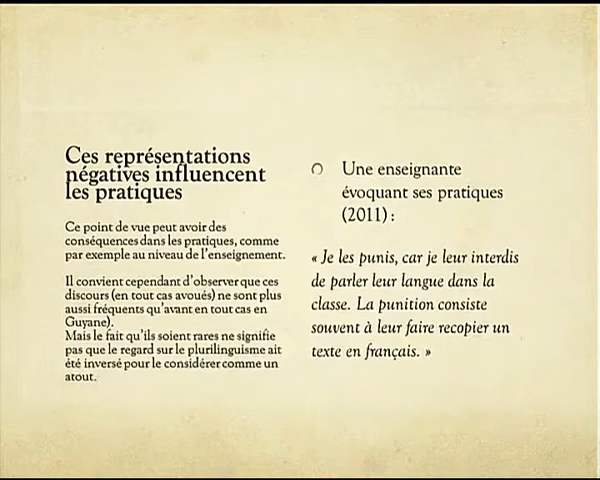 Ces représentations
négatives influencent
les pratiques
Ce point de vue peut avoir des
conséquences dans les pratiques, comme
par exemple au niveau de l'enseignement.
Il convient cependant d'observer que ces
discours (en tout cas avoués) ne sont plus
aussi fréquents qu'avant en tout cas en
Guyane).
Mais le fait qu'ils soient rares ne signifie
pas que le regard sur le plurilinguisme ait
été inversé pour le considérer comme un
atout.
Une enseignante
évoquant ses pratiques
(2011) :
« Je les punis, car je leur interdis
de parler leur langue dans la
classe. La punition consiste
souvent à leur faire recopier un
texte en français. »